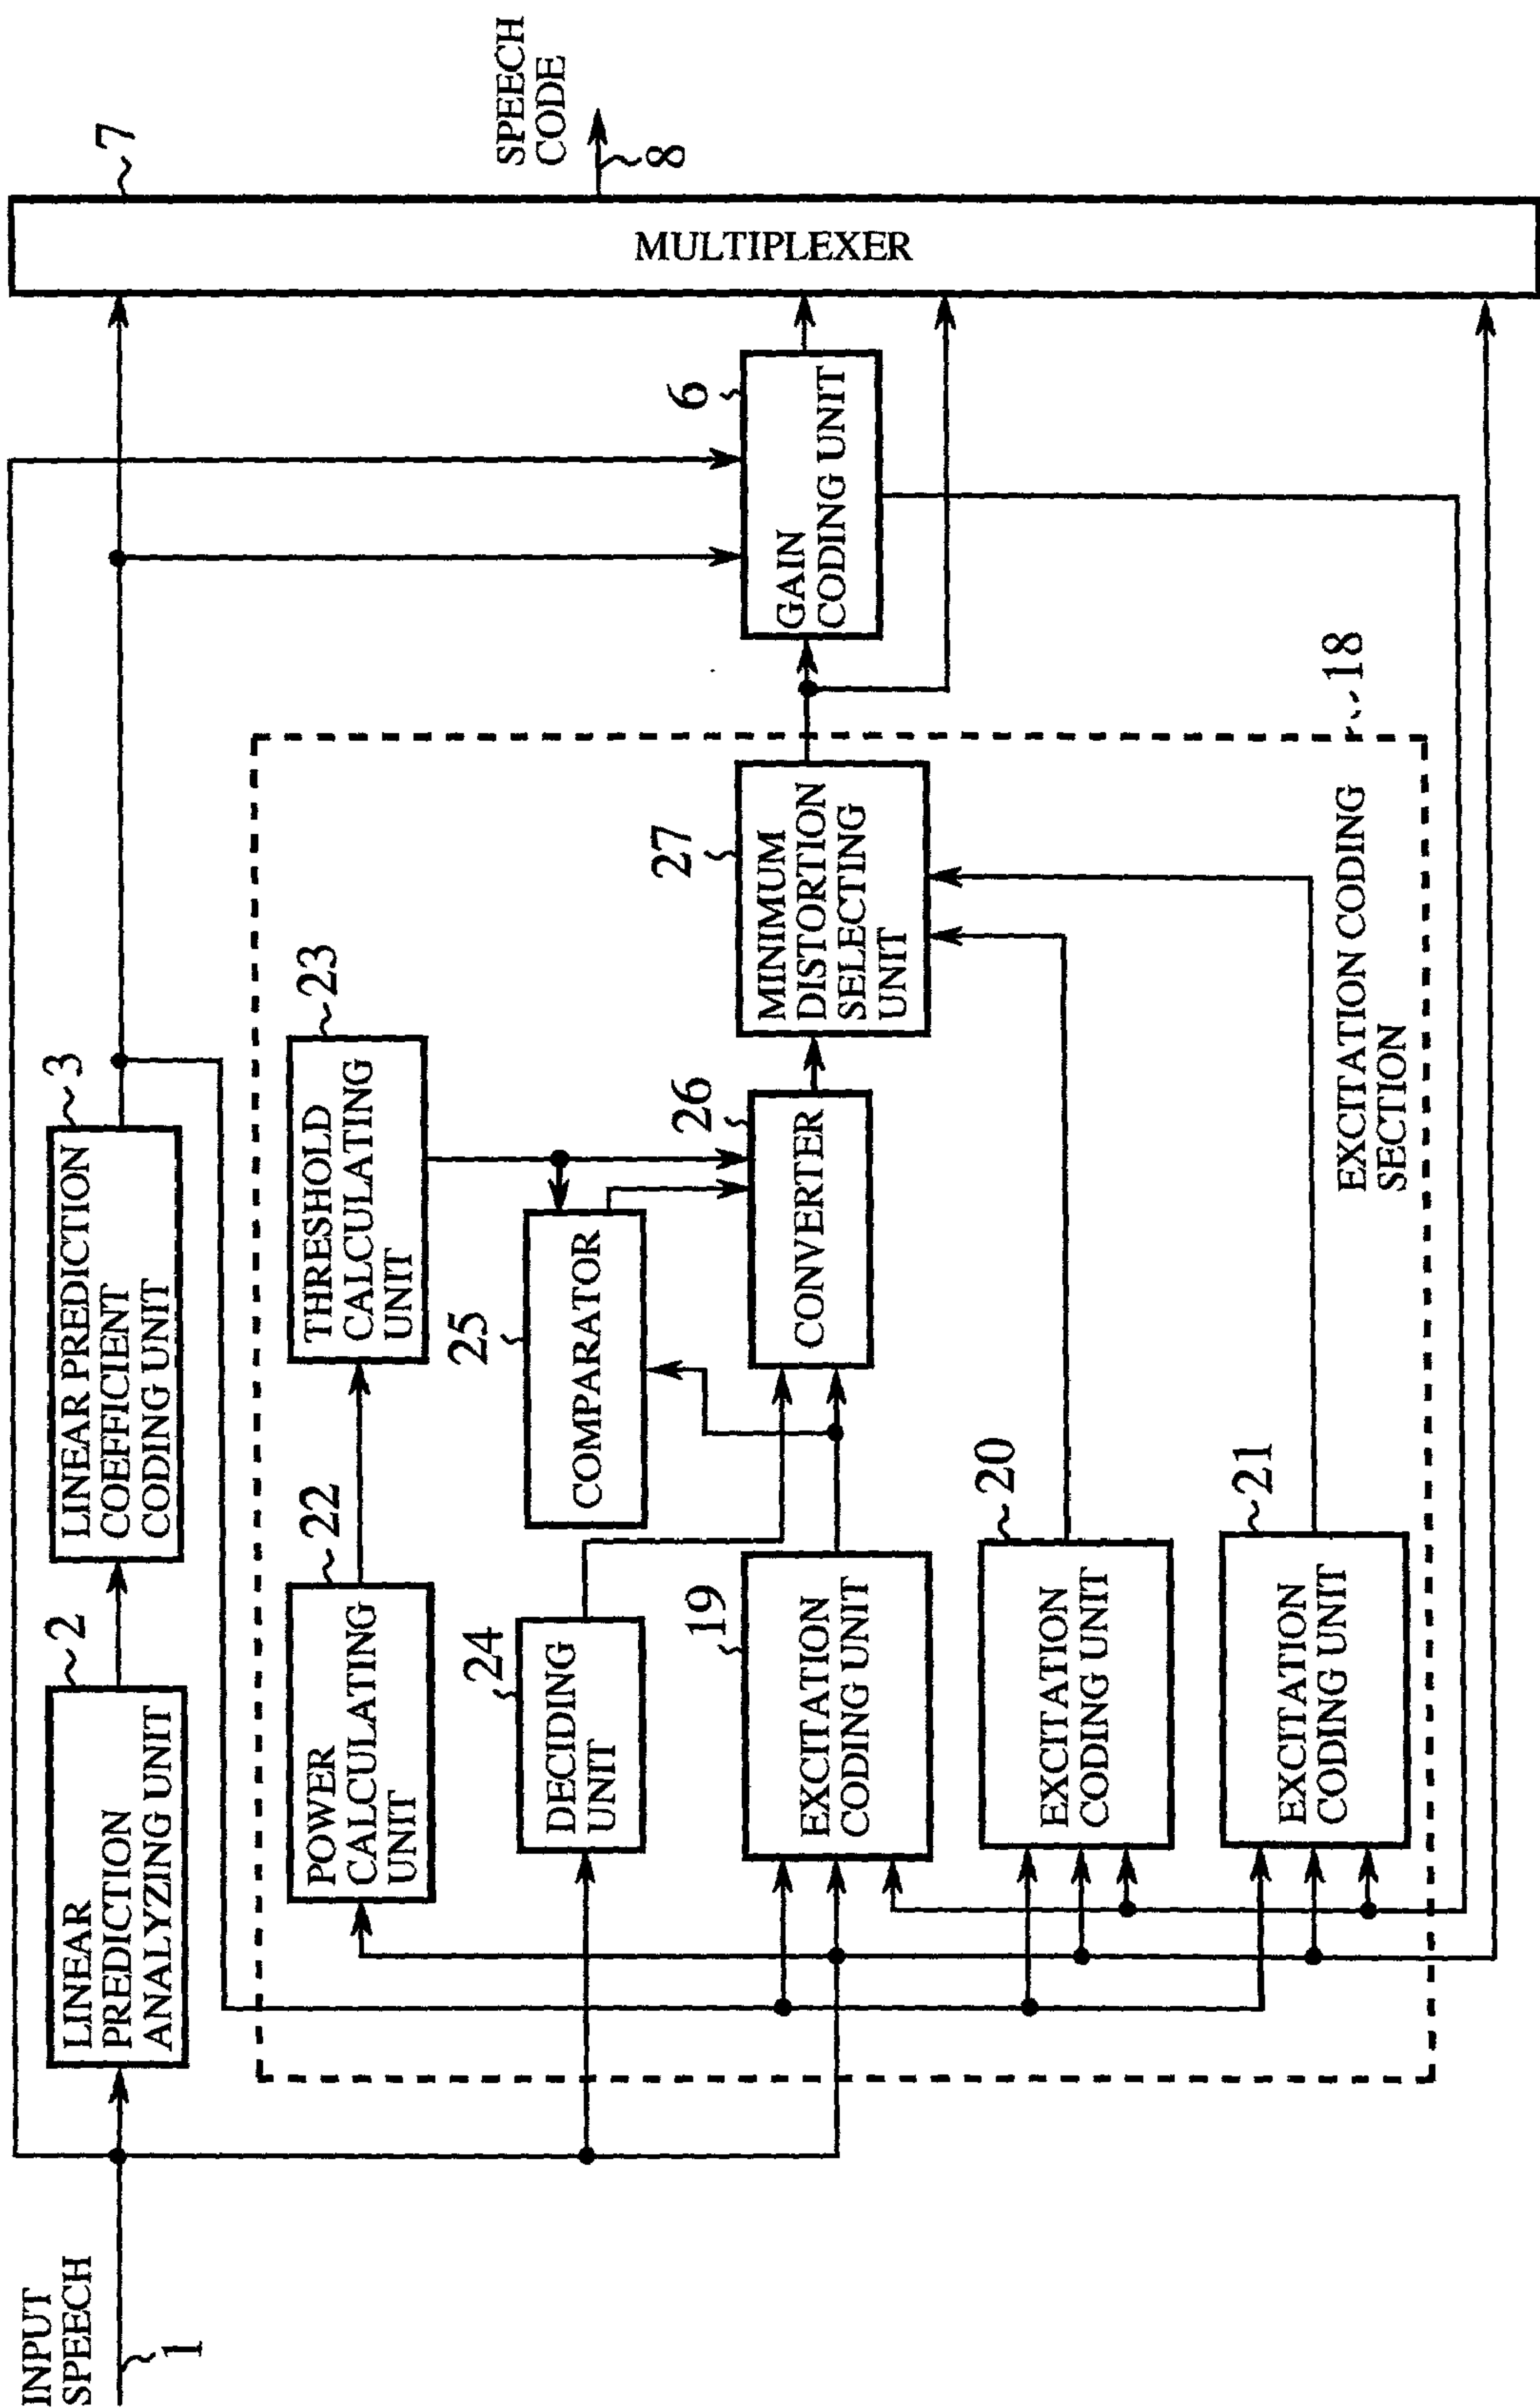 INPUT
SPEECH
1
LINEAR
PREDICTION
ANALYZING UNIT
2
LINEAR PREDICTION
COEFFICIENT
CODING UNIT
3
7
MULTIPLEXER
SPEECH
CODE
8
POWER
CALCULATING
UNIT
22
THRESHOLD
CALCULATING
UNIT
23
DECIDING
UNIT
24
COMPARATOR
25
EXCITATION
CODING UNIT
19
CONVERTER
26
MINIMUM
DISTORTION
SELECTING
UNIT
27
GAIN
CODING UNIT
6
EXCITATION
CODING UNIT
20
EXCITATION
CODING UNIT
21
EXCITATION CODING
SECTION
18